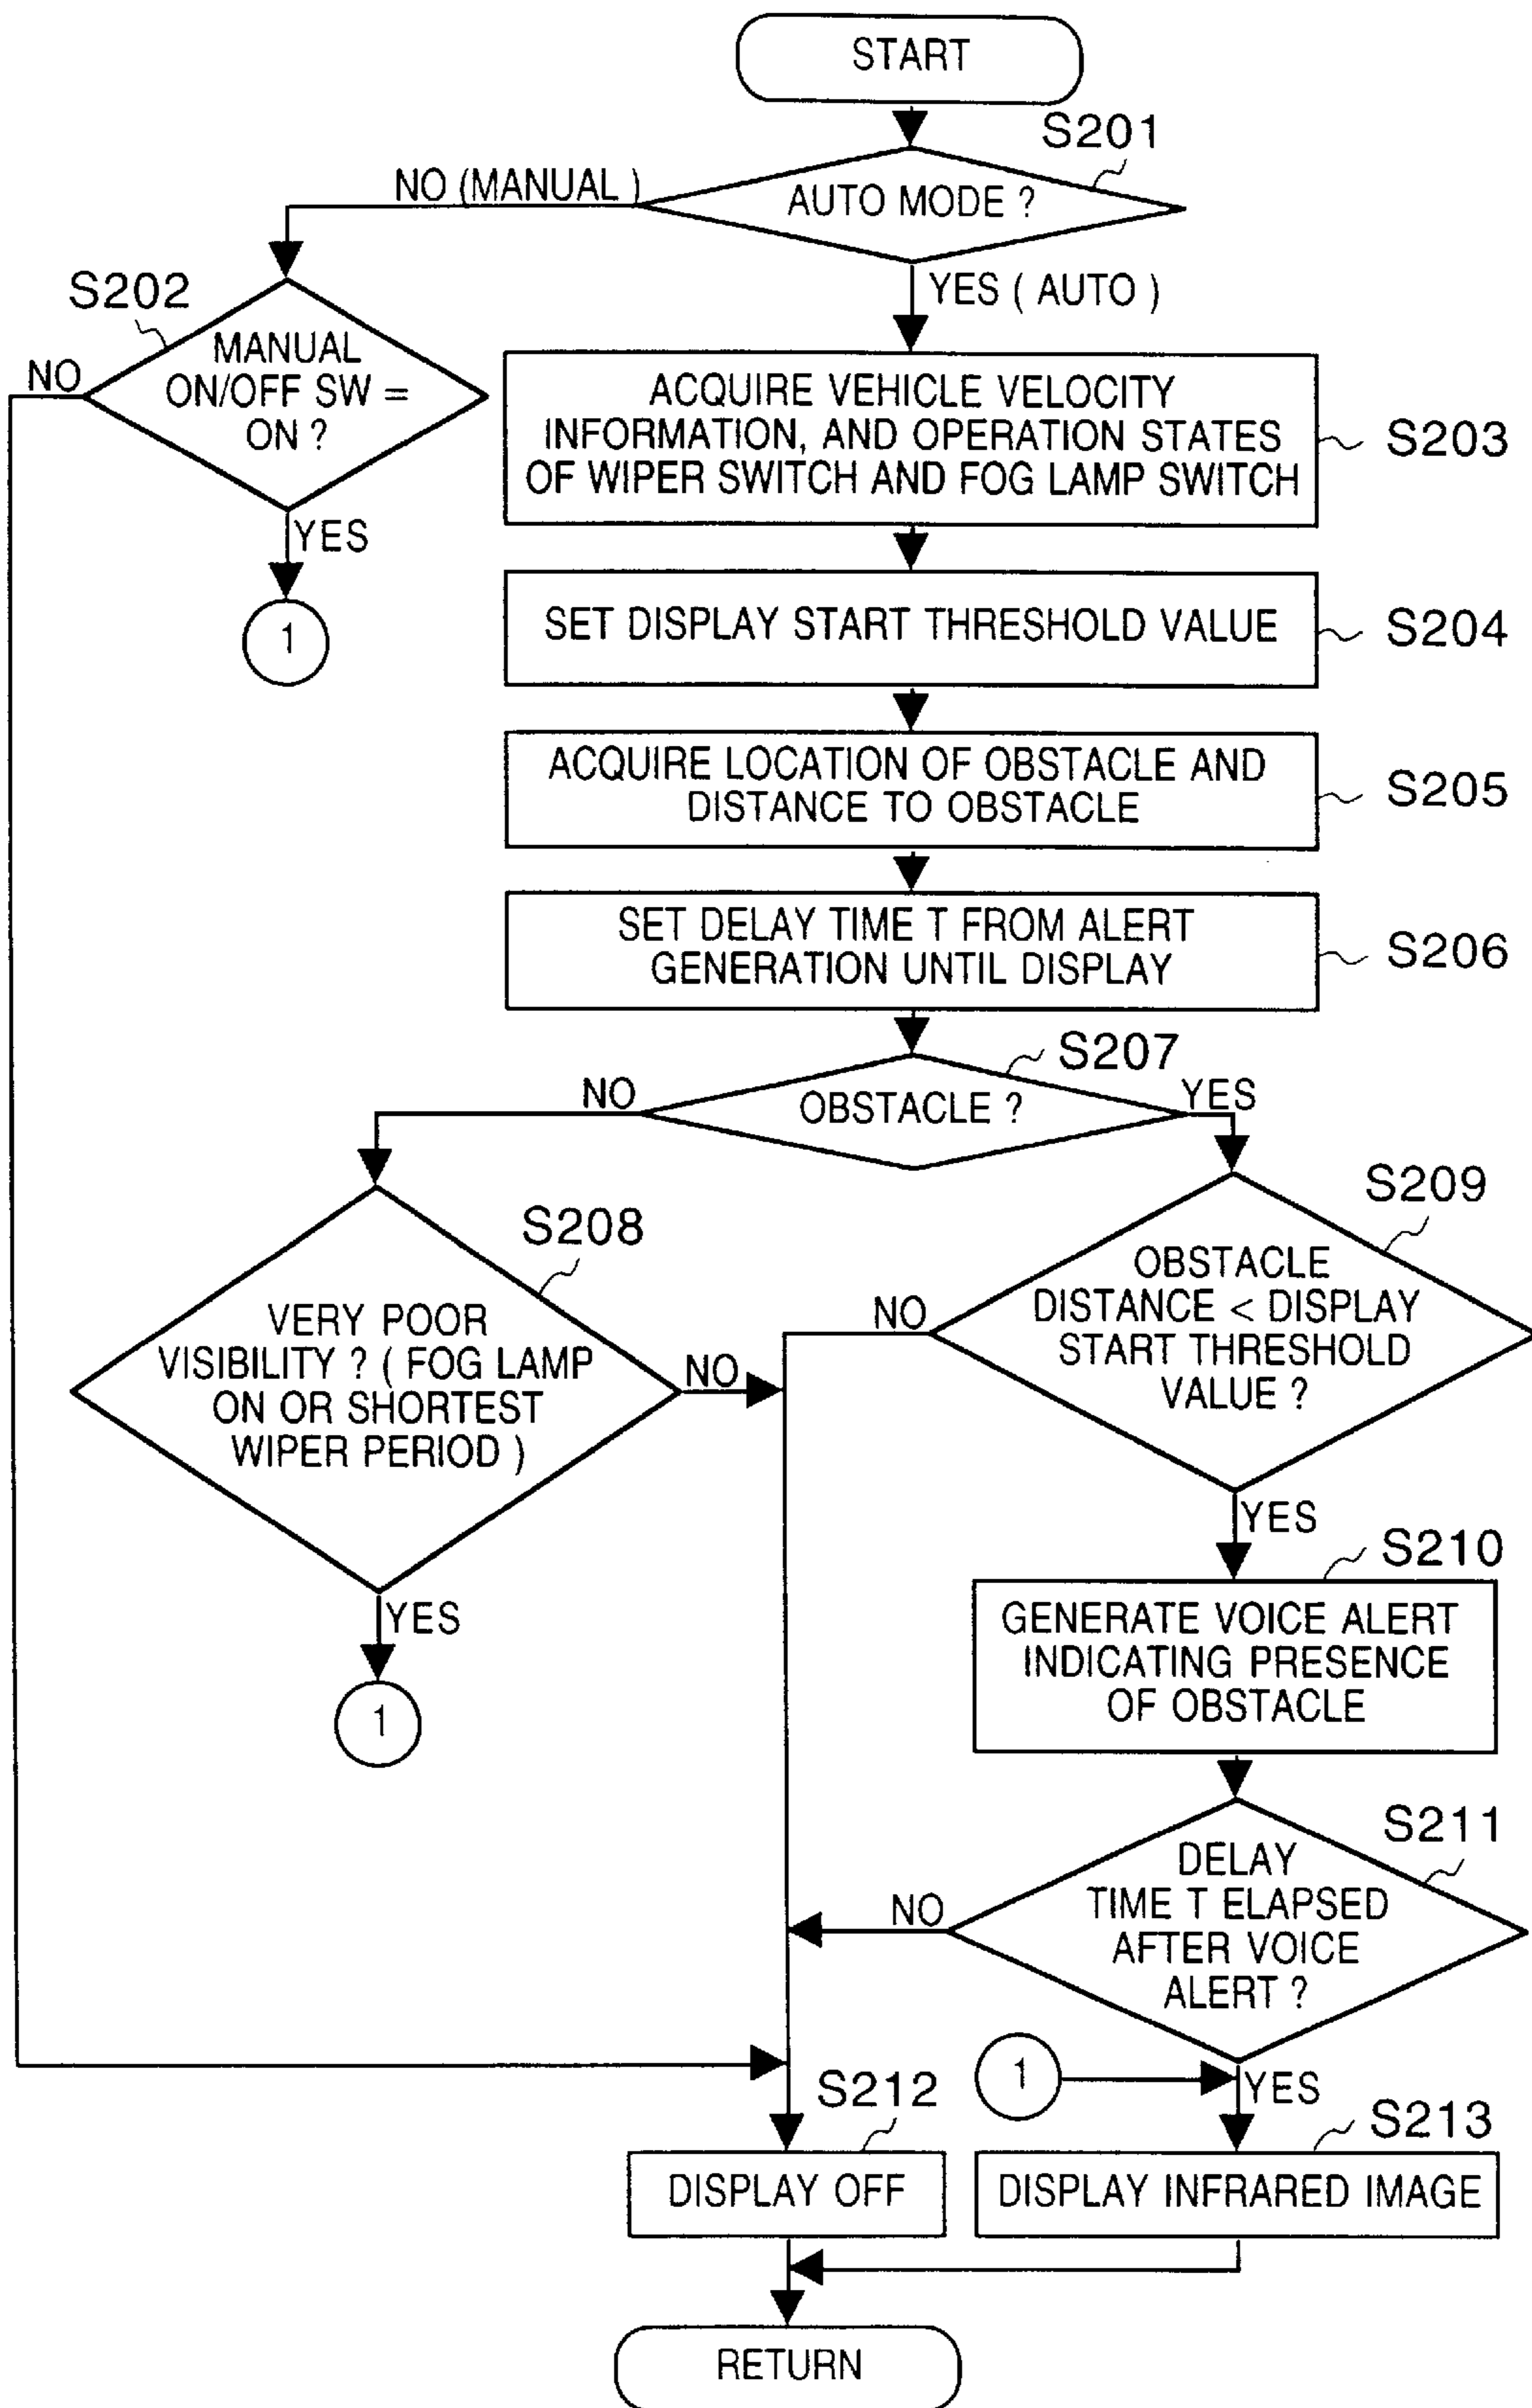 START
S201
NO (MANUAL )
AUTO MODE ?
YES ( AUTO )
S202
MANUAL
ON/OFF SW =
ON ?
NO
YES
1
ACQUIRE VEHICLE VELOCITY
INFORMATION, AND OPERATION STATES
OF WIPER SWITCH AND FOG LAMP SWITCH
S203
SET DISPLAY START THRESHOLD VALUE
S204
ACQUIRE LOCATION OF OBSTACLE AND
DISTANCE TO OBSTACLE
S205
SET DELAY TIME T FROM ALERT
GENERATION UNTIL DISPLAY
S206
S207
NO
OBSTACLE ?
YES
S208
VERY POOR
VISIBILITY ? ( FOG LAMP
ON OR SHORTEST
WIPER PERIOD )
NO
YES
1
S209
OBSTACLE
DISTANCE < DISPLAY
START THRESHOLD
VALUE ?
NO
YES
S210
GENERATE VOICE ALERT
INDICATING PRESENCE
OF OBSTACLE
S211
DELAY
TIME T ELAPSED
AFTER VOICE
ALERT ?
NO
1
YES
S212
DISPLAY OFF
S213
DISPLAY INFRARED IMAGE
RETURN